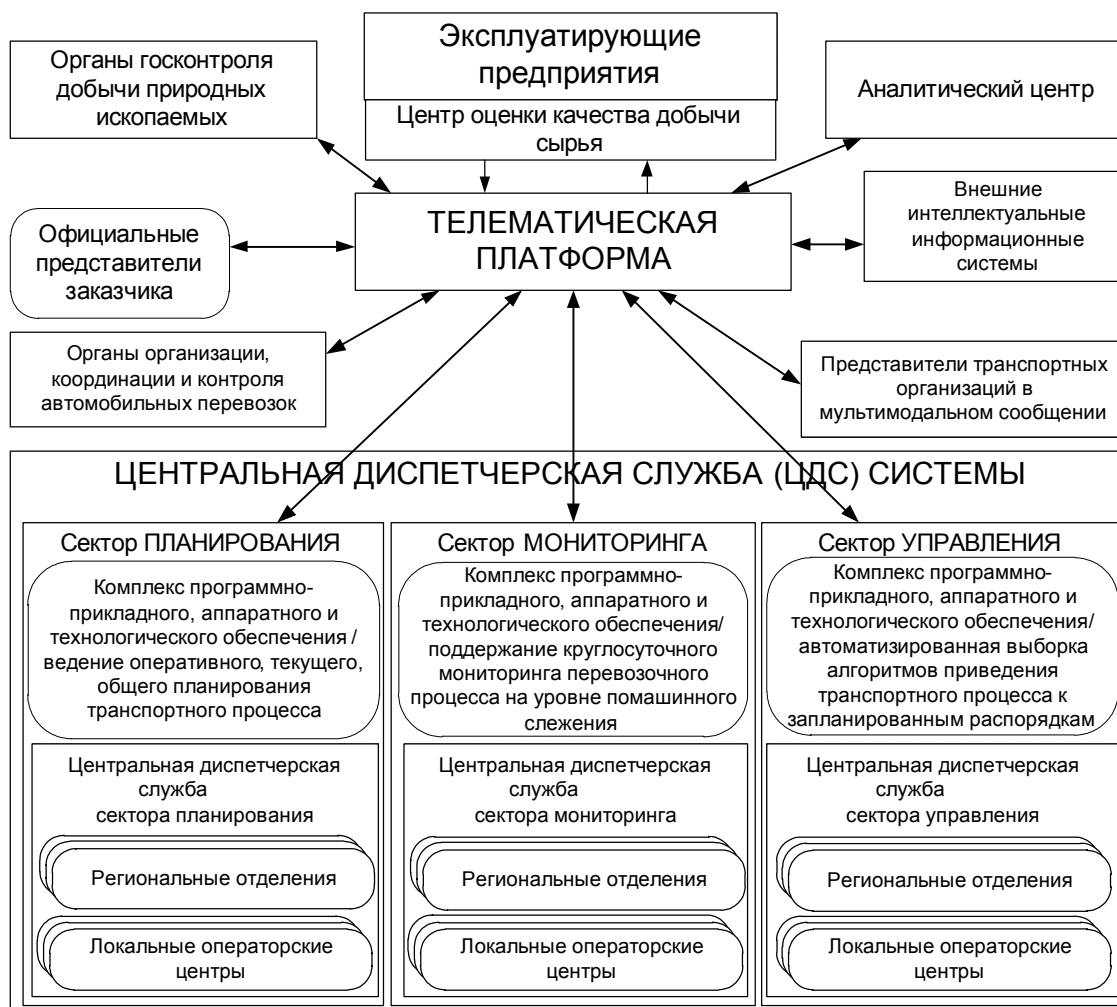 Органы госконтроля
добычи природных
ископаемых
Эксплуатирующие
предприятия
Центр оценки качества добычи
сырья
Аналитический центр
ТЕЛЕМАТИЧЕСКАЯ
ПЛАТФОРМА
Официальные
представители
заказчика
Внешние
интеллектуальные
информационные
системы
Органы организации,
координации и контроля
автомобильных перевозок
Представители транспортных
организаций в
мультимодальном сообщении
ЦЕНТРАЛЬНАЯ ДИСПЕТЧЕРСКАЯ СЛУЖБА (ЦДС) СИСТЕМЫ
Сектор ПЛАНИРОВАНИЯ
Комплекс программно-
прикладного, аппаратного и
технологического обеспечения /
ведение оперативного, текущего,
общего планирования
транспортного процесса
Центральная диспетчерская
служба
сектора планирования
Региональные отделения
Локальные операторские
центры
Сектор МОНИТОРИНГА
Комплекс программно-
прикладного, аппаратного и
технологического обеспечения/
поддержание круглосуточного
мониторинга перевозочного
процесса на уровне помашинного
слежения
Центральная диспетчерская
служба
сектора мониторинга
Региональные отделения
Локальные операторские
центры
Сектор УПРАВЛЕНИЯ
Комплекс программно-
прикладного, аппаратного и
технологического обеспечения/
автоматизированная выборка
алгоритмов приведения
транспортного процесса к
запланированным распорядкам
Центральная диспетчерская
служба
сектора управления
Региональные отделения
Локальные операторские
центры